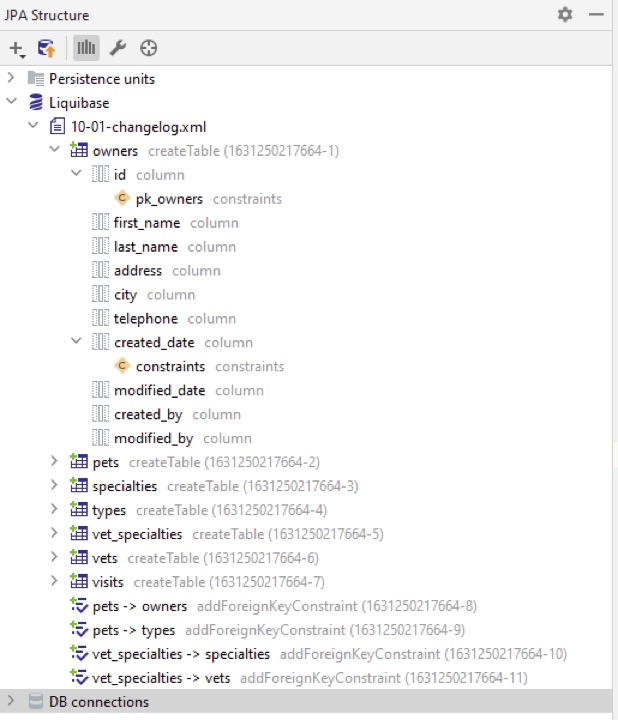 JPA Structure
Persistence units
Liquibase
10-01-changelog.xml
owners createTable (1631250217664-1)
id column
C pk_owners constraints
first_name column
last_name column
address column
city column
telephone column
created_date column
C constraints constraints
modified_date column
created_by column
modified_by column
pets createTable (1631250217664-2)
specialties createTable (1631250217664-3)
types createTable (1631250217664-4)
vet_specialties createTable (1631250217664-5)
vets createTable (1631250217664-6)
visits createTable (1631250217664-7)
pets -> owners addForeignKeyConstraint (1631250217664-8)
pets -> types addForeignKeyConstraint (1631250217664-9)
vet_specialties -> specialties addForeignKeyConstraint (1631250217664-10)
vet_specialties -> vets addForeignKeyConstraint (1631250217664-11)
DB connections